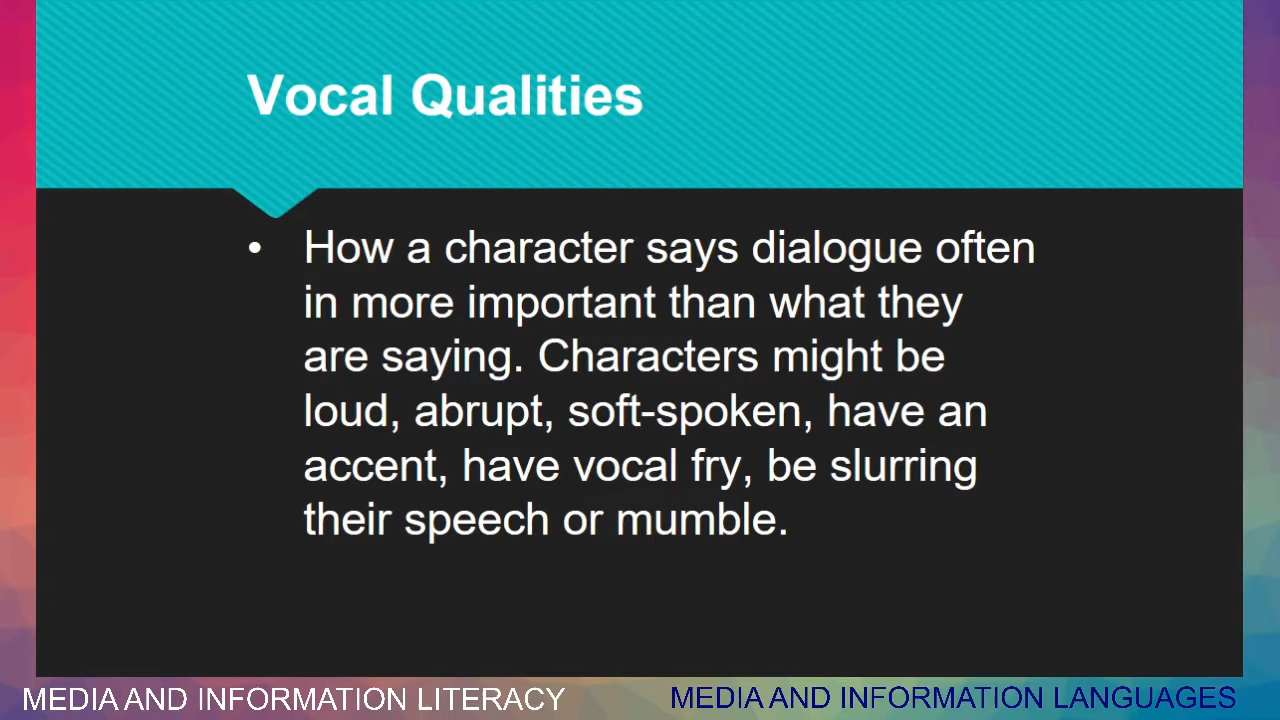 Vocal Qualities
• How a character says dialogue often
in more important than what they
are saying. Characters might be
loud, abrupt, soft-spoken, have an
accent, have vocal fry, be slurring
their speech or mumble.
MEDIA AND INFORMATION LITERACY
MEDIA AND INFORMATION LANGUAGES